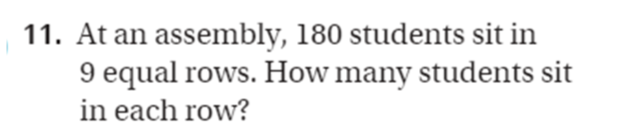 11. At an assembly, 180 students sit in
9 equal rows. How many students sit
in each row?